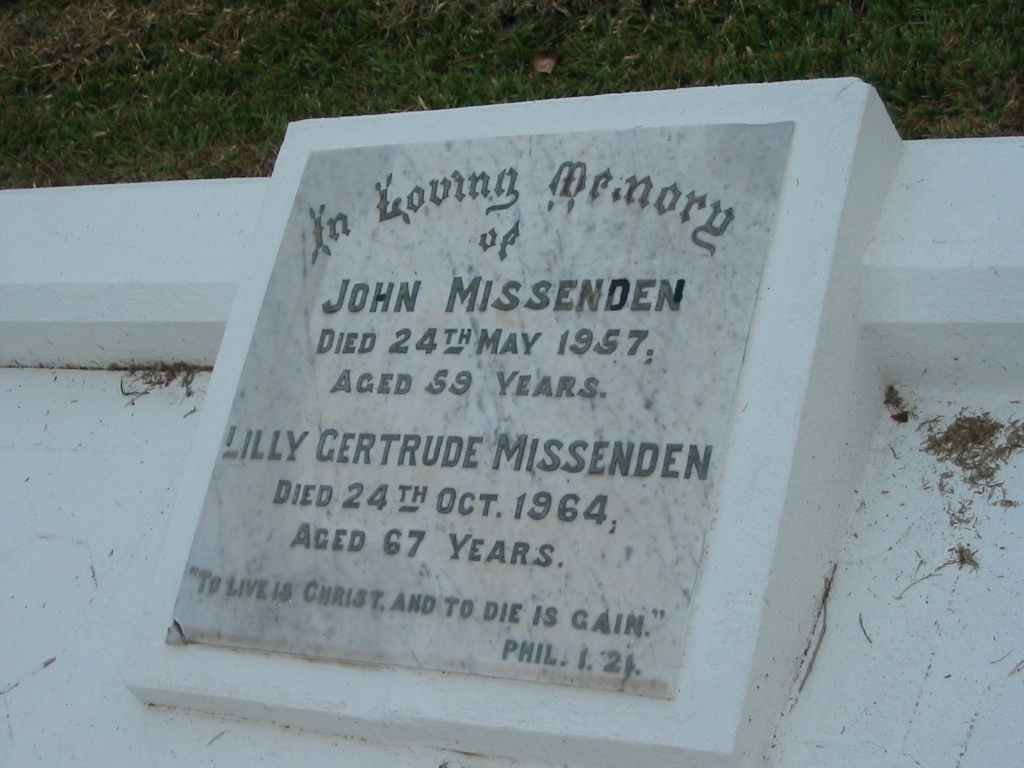 In Loving Memory
of
JOHN MISSENDEN
DIED 24TH MAY 1957,
AGED 59 YEARS.
LILLY GERTRUDE MISSENDEN
DIED 24TH OCT. 1964,
AGED 67 YEARS.
"TO LIVE IS CHRIST, AND TO DIE IS GAIN."
PHIL. 1. 21.